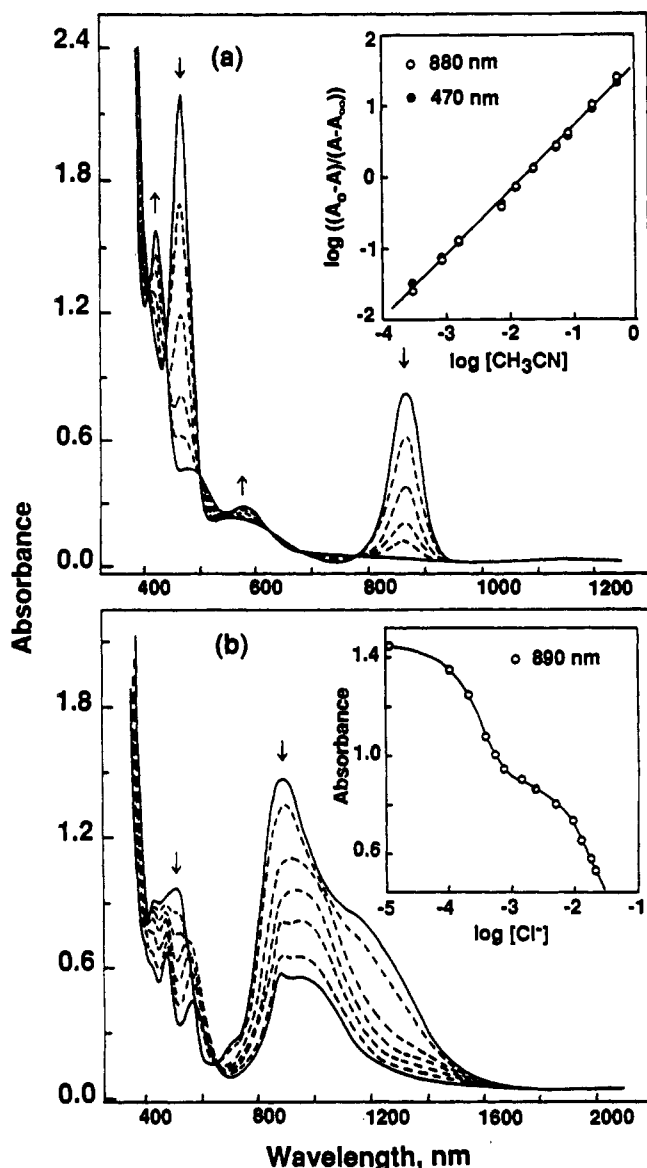 (a)
2.4
1.8
1.2
0.6
0.0
400 600 800 1000 1200
↓
↑
↑
↓
2
1
0
-1
-2
-4 -3 -2 -1 0
○ 880 nm
● 470 nm
log ((A₀-A)/(A-A∞))
log [CH₃CN]
Absorbance
(b)
1.8
1.2
0.6
0.0
400 800 1200 1600 2000
↓
↓
1.4
1.0
0.6
-5 -4 -3 -2 -1
○ 890 nm
Absorbance
log [Cl⁻]
Wavelength, nm